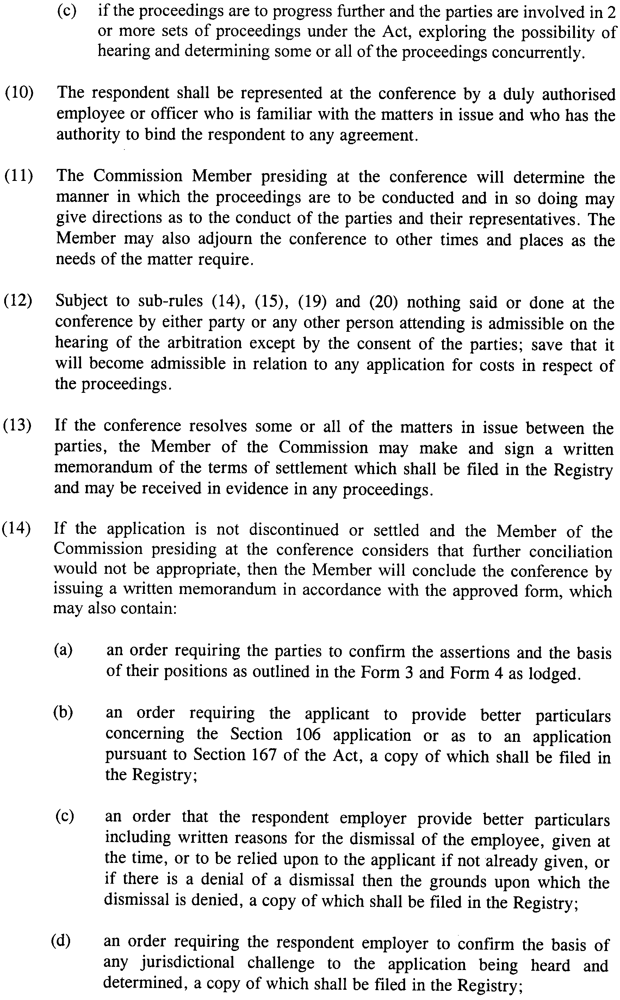 (c) if the proceedings are to progress further and the parties are involved in 2
or more sets of proceedings under the Act, exploring the possibility of
hearing and determining some or all of the proceedings concurrently.
(10) The respondent shall be represented at the conference by a duly authorised
employee or officer who is familiar with the matters in issue and who has the
authority to bind the respondent to any agreement.
(11) The Commission Member presiding at the conference will determine the
manner in which the proceedings are to be conducted and in so doing may
give directions as to the conduct of the parties and their representatives. The
Member may also adjourn the conference to other times and places as the
needs of the matter require.
(12) Subject to sub-rules (14), (15), (19) and (20) nothing said or done at the
conference by either party or any other person attending is admissible on the
hearing of the arbitration except by the consent of the parties; save that it
will become admissible in relation to any application for costs in respect of
the proceedings.
(13) If the conference resolves some or all of the matters in issue between the
parties, the Member of the Commission may make and sign a written
memorandum of the terms of settlement which shall be filed in the Registry
and may be received in evidence in any proceedings.
(14) If the application is not discontinued or settled and the Member of the
Commission presiding at the conference considers that further conciliation
would not be appropriate, then the Member will conclude the conference by
issuing a written memorandum in accordance with the approved form, which
may also contain:
(a) an order requiring the parties to confirm the assertions and the basis
of their positions as outlined in the Form 3 and Form 4 as lodged.
(b) an order requiring the applicant to provide better particulars
concerning the Section 106 application or as to an application
pursuant to Section 167 of the Act, a copy of which shall be filed in
the Registry;
(c) an order that the respondent employer provide better particulars
including written reasons for the dismissal of the employee, given at
the time, or to be relied upon to the applicant if not already given, or
if there is a denial of a dismissal then the grounds upon which the
dismissal is denied, a copy of which shall be filed in the Registry;
(d) an order requiring the respondent employer to confirm the basis of
any jurisdictional challenge to the application being heard and
determined, a copy of which shall be filed in the Registry;